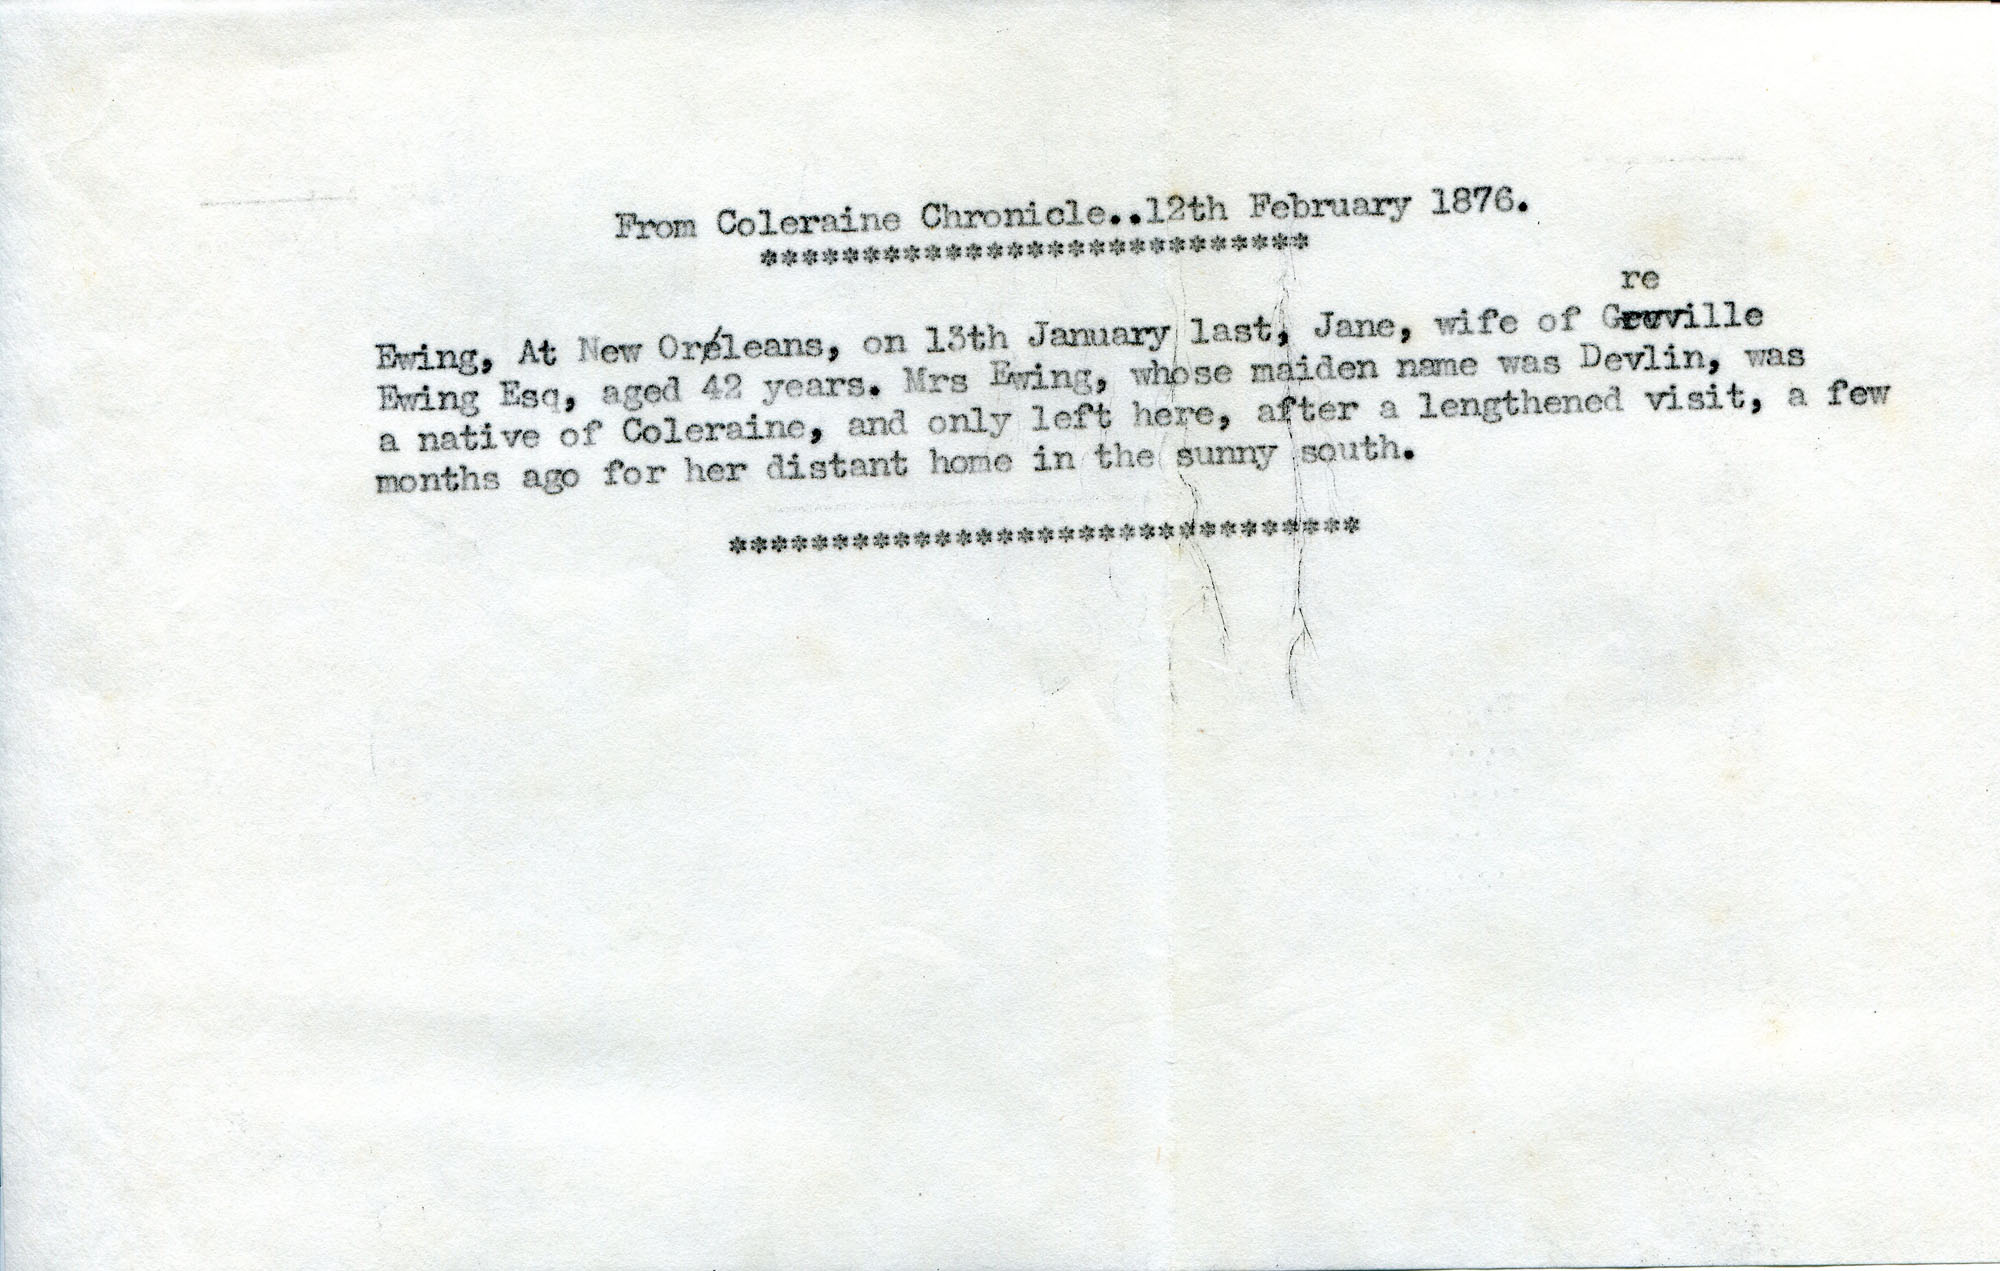 From Coleraine Chronicle..12th February 1876.
***************************
re
Ewing, At New Orleans, on 13th January last, Jane, wife of Greville
Ewing Esq, aged 42 years. Mrs Ewing, whose maiden name was Devlin, was
a native of Coleraine, and only left here, after a lengthened visit, a few
months ago for her distant home in the sunny south.
*******************************